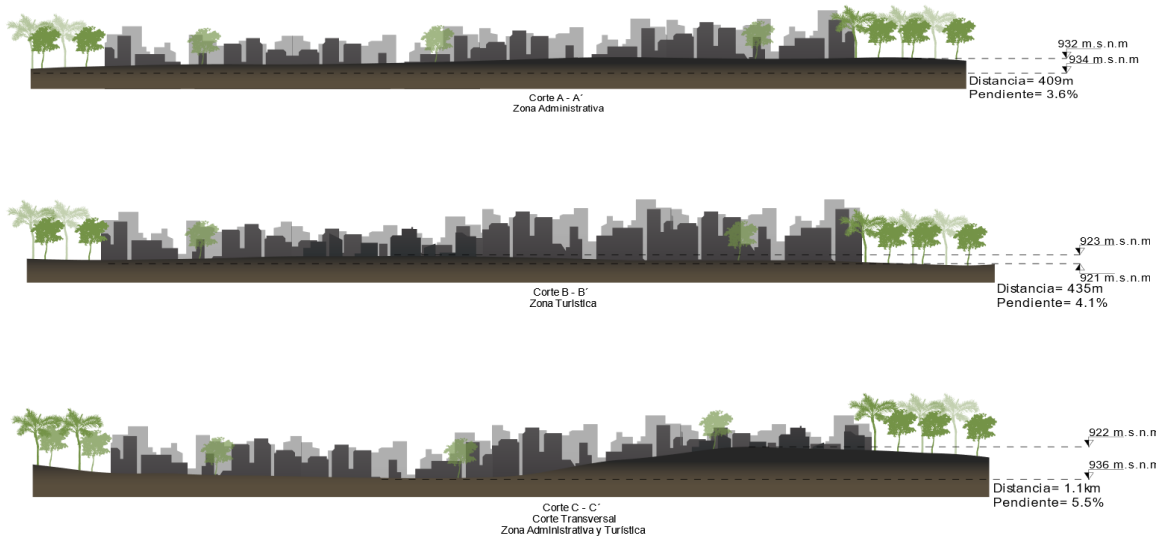 932 m.s.n.m
934 m.s.n.m
Distancia= 409m
Pendiente= 3.6%
Corte A - A´
Zona Administrativa
923 m.s.n.m
921 m.s.n.m
Distancia= 435m
Pendiente= 4.1%
Corte B - B´
Zona Turistica
922 m.s.n.m
936 m.s.n.m
Distancia= 1.1km
Pendiente= 5.5%
Corte C - C´
Corte Transversal
Zona Administrativa y Turística